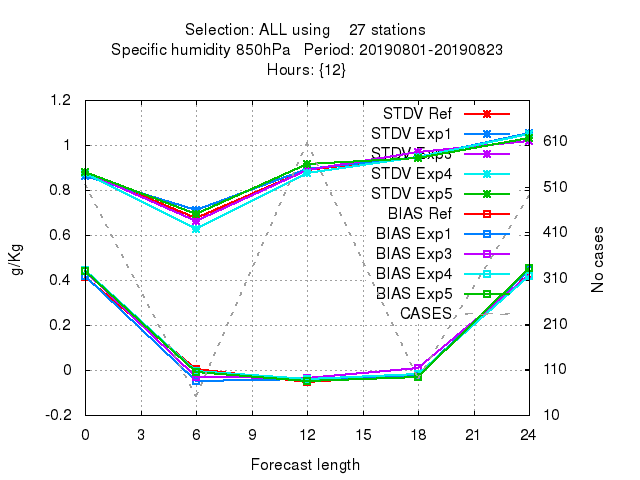 Selection: ALL using    27 stations
Specific humidity 850hPa   Period: 20190801-20190823
Hours: {12}
1.2
1
0.8
0.6
0.4
0.2
0
-0.2
g/Kg
STDV Ref
STDV Exp1
STDV Exp3
STDV Exp4
STDV Exp5
BIAS Ref
BIAS Exp1
BIAS Exp3
BIAS Exp4
BIAS Exp5
CASES
610
510
410
310
210
110
10
No cases
0 3 6 9 12 15 18 21 24
Forecast length